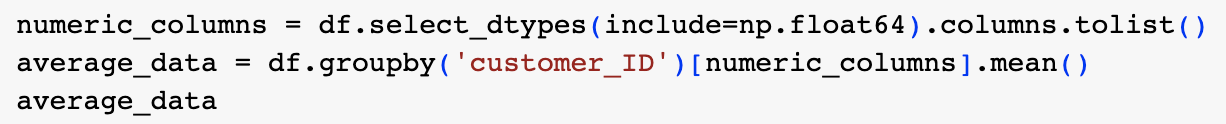 numeric_columns = df.select_dtypes(include=np.float64).columns.tolist()
average_data = df.groupby('customer_ID')[numeric_columns].mean()
average_data